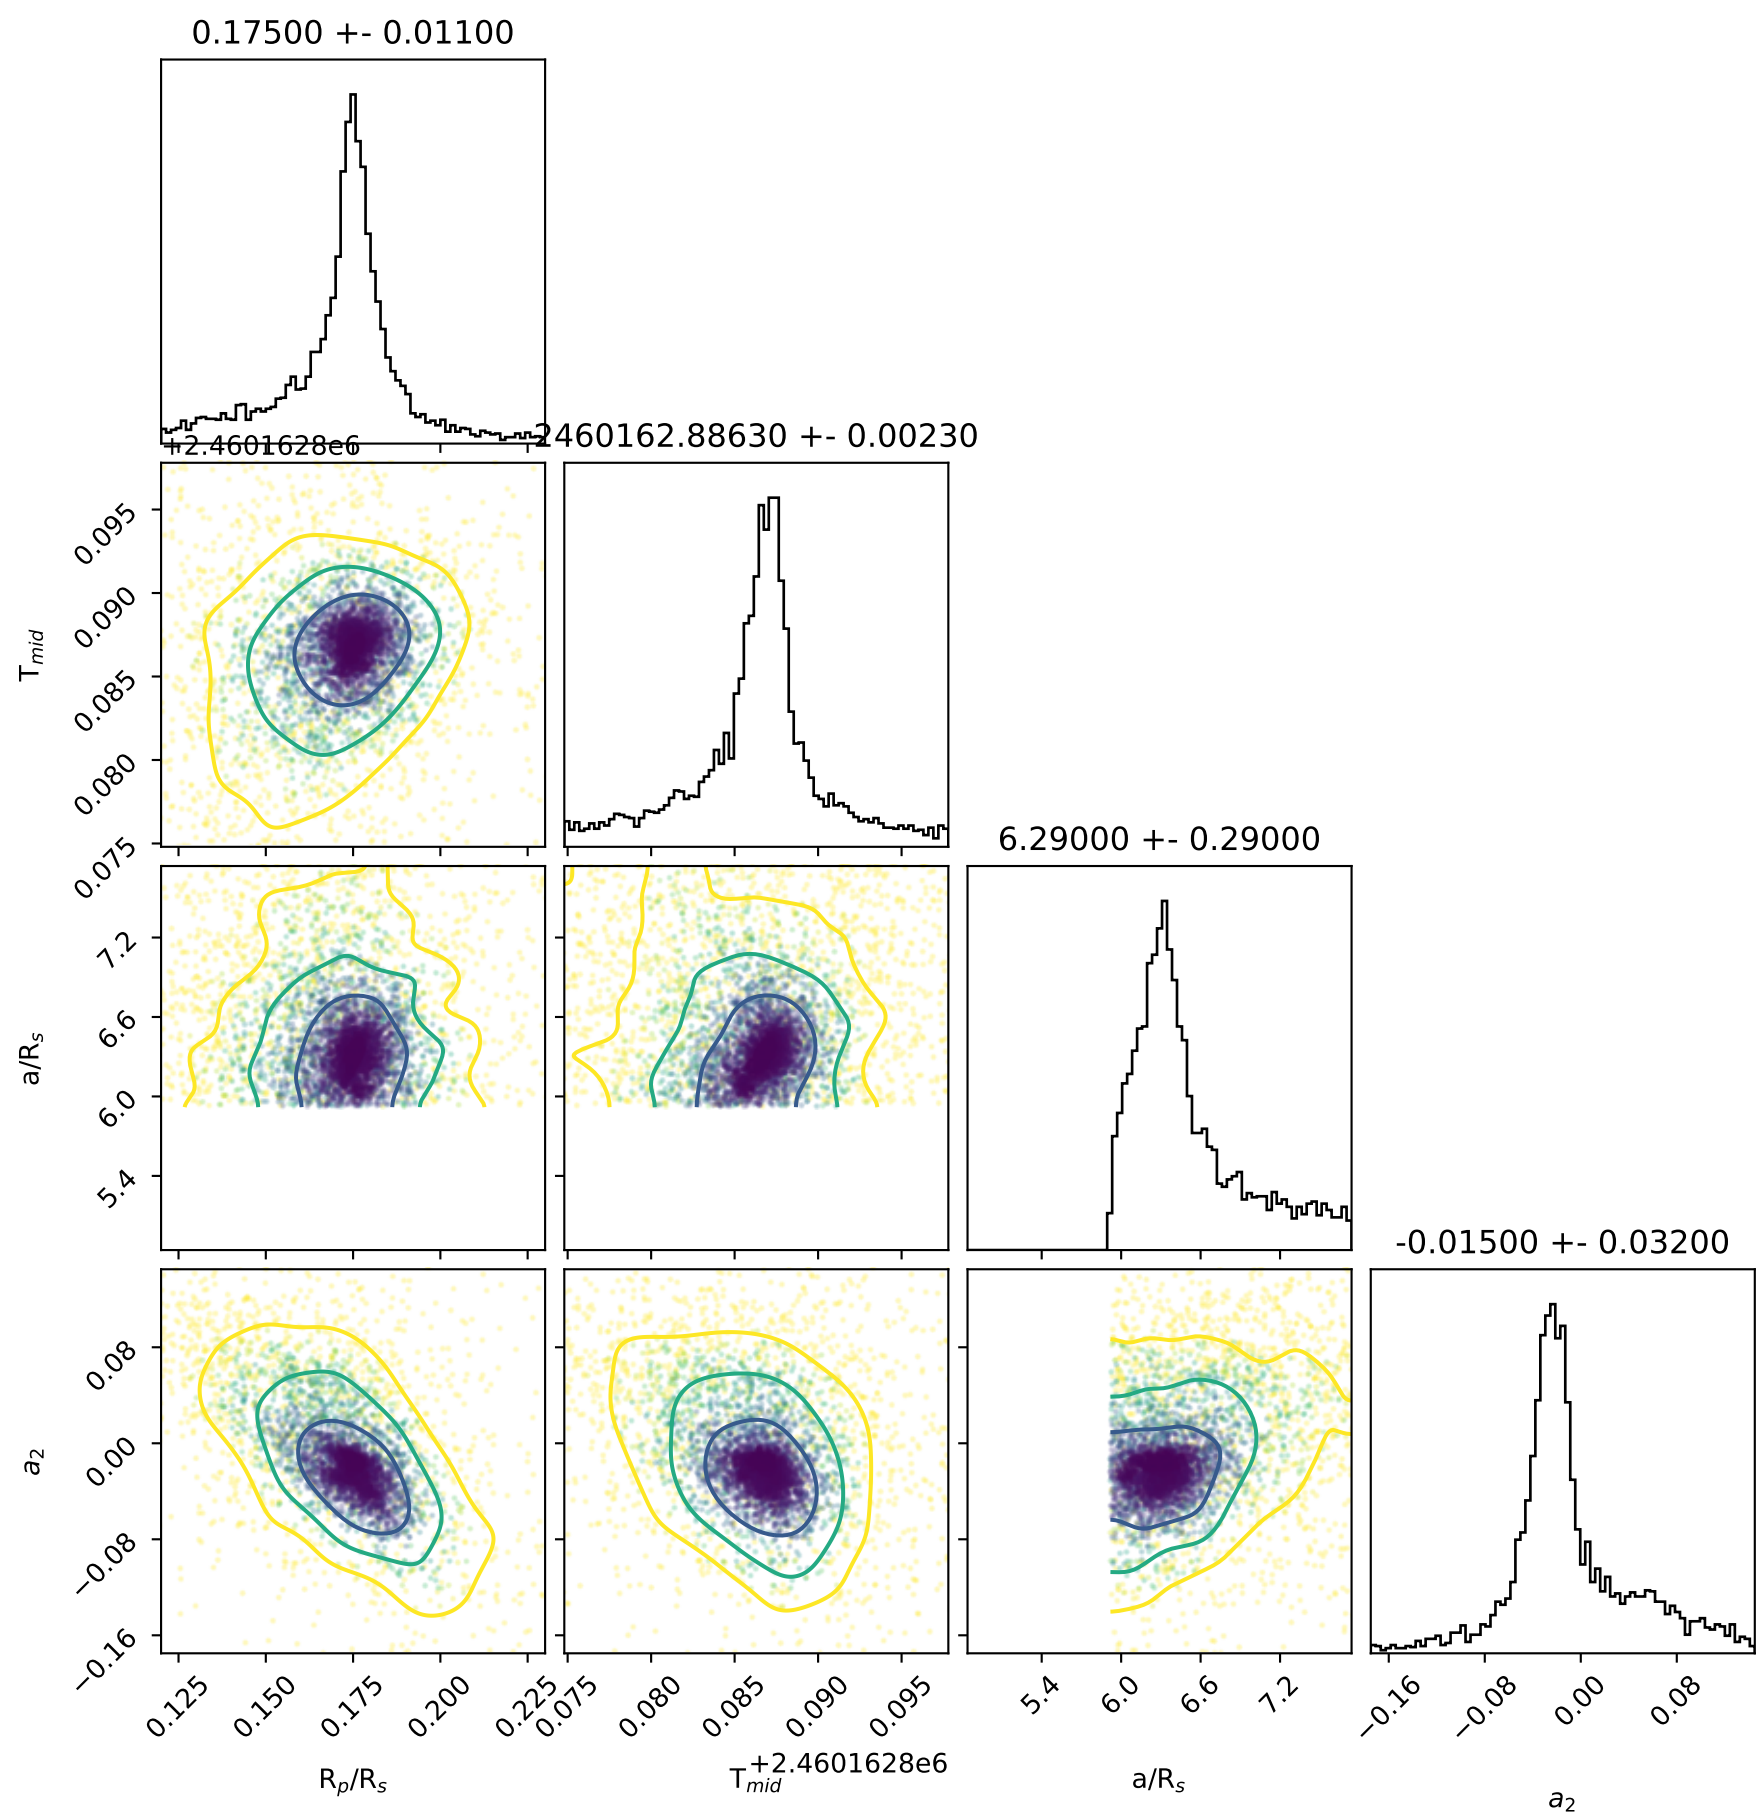 0.17500 +- 0.01100
+2.4601628e6
2460162.88630 +- 0.00230
0.095
0.090
0.085
0.080
0.075
T_mid
6.29000 +- 0.29000
7.2
6.6
6.0
5.4
a/R_s
-0.01500 +- 0.03200
0.08
0.00
−0.08
−0.16
a_2
0.125 0.150 0.175 0.200 0.225
0.075 0.080 0.085 0.090 0.095
5.4 6.0 6.6 7.2
−0.16 −0.08 0.00 0.08
+2.4601628e6
R_p/R_s
T_mid
a/R_s
a_2